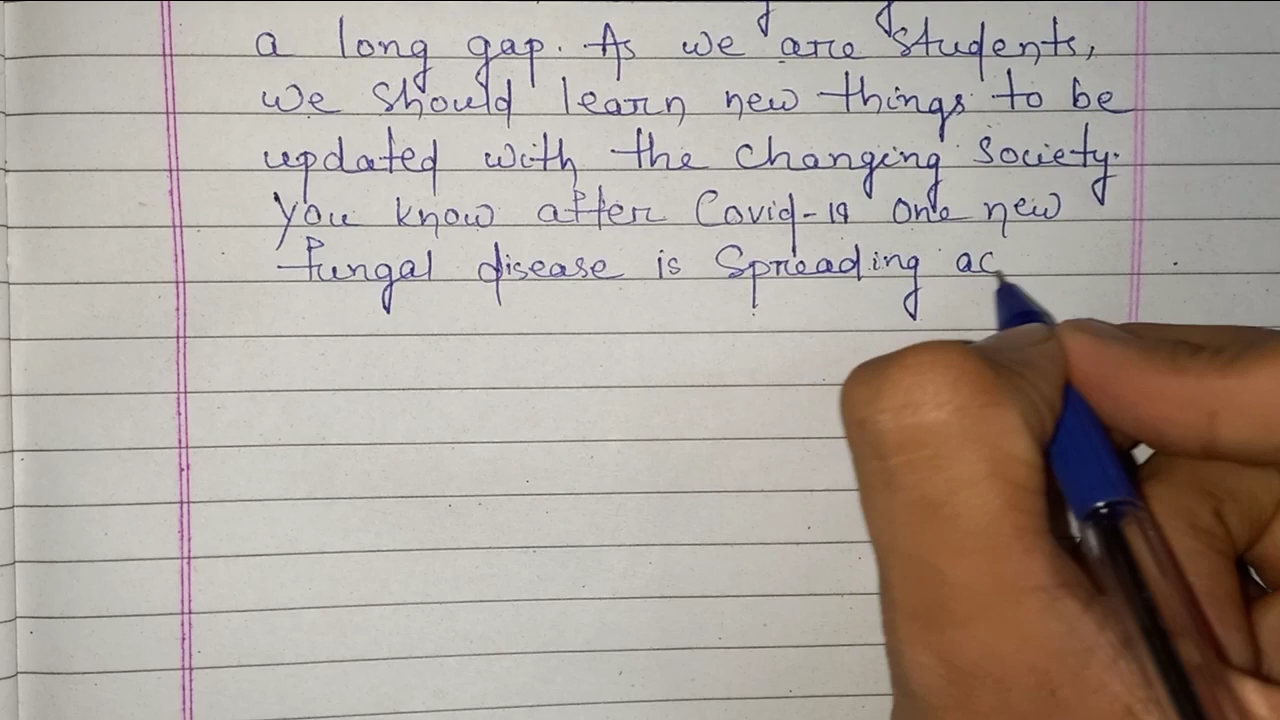 a long gap. As we are students,
we should learn new things to be
updated with the changing society.
You know after Covid-19 one new
fungal disease is spreading ac